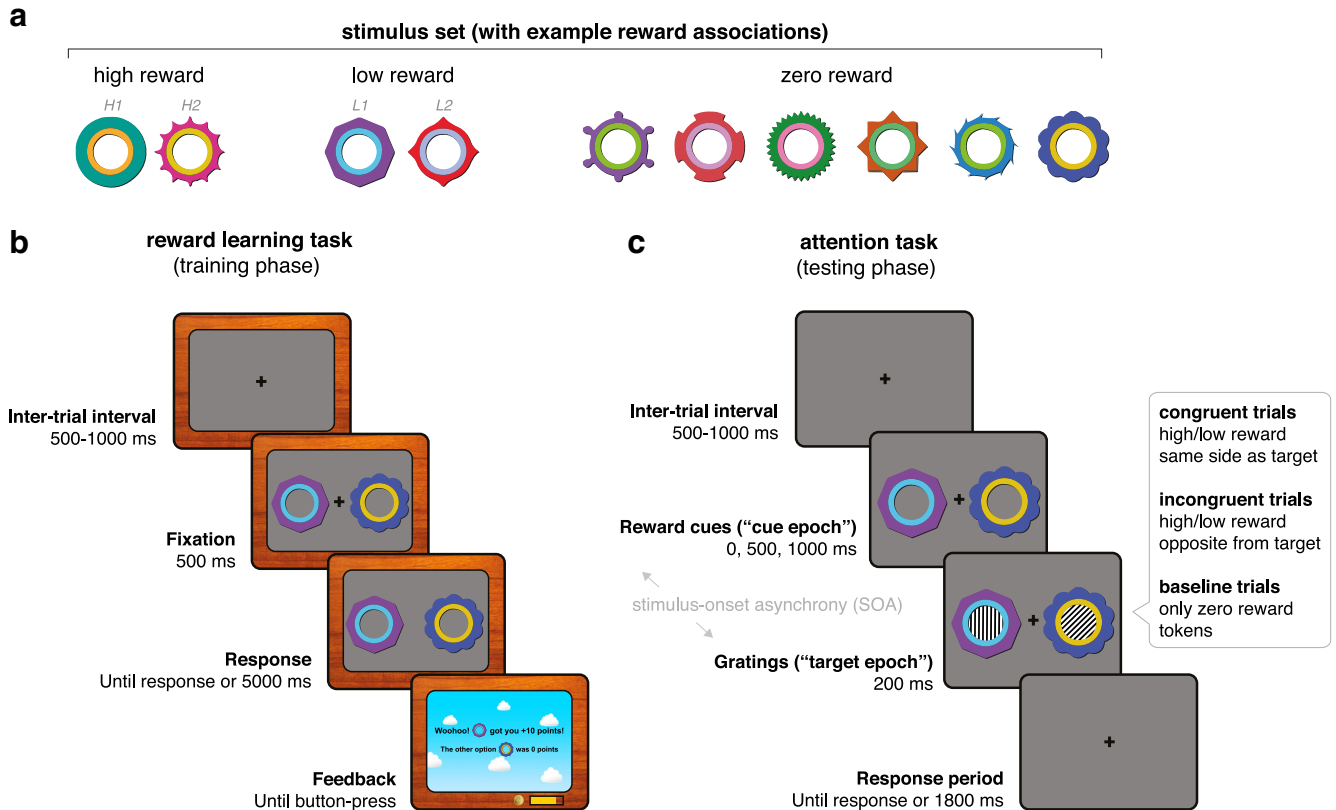 a
stimulus set (with example reward associations)
high reward
low reward
zero reward
H1
H2
L1
L2
b
reward learning task
(training phase)
Inter-trial interval
500-1000 ms
Fixation
500 ms
Response
Until response or 5000 ms
Woohoo! got you +10 points!
The other option was 0 points
Feedback
Until button-press
c
attention task
(testing phase)
Inter-trial interval
500-1000 ms
Reward cues (“cue epoch”)
0, 500, 1000 ms
stimulus-onset asynchrony (SOA)
Gratings (“target epoch”)
200 ms
Response period
Until response or 1800 ms
congruent trials
high/low reward
same side as target
incongruent trials
high/low reward
opposite from target
baseline trials
only zero reward
tokens